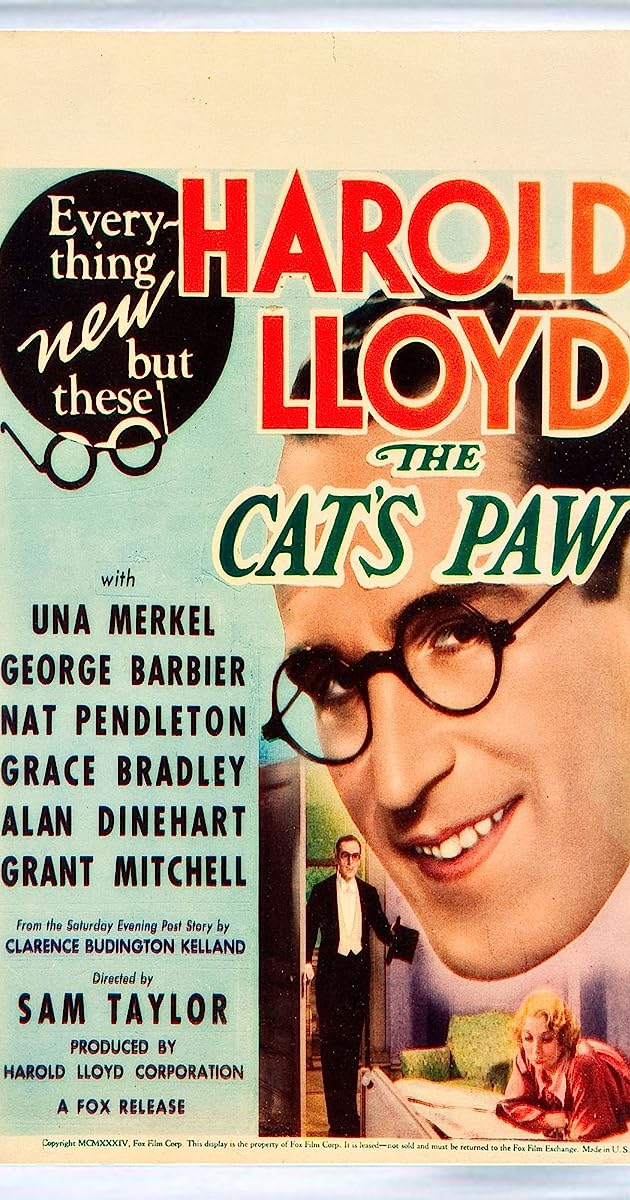 Every-
thing
new
but
these
HAROLD
LLOYD
THE
CAT'S PAW
with
UNA MERKEL
GEORGE BARBIER
NAT PENDLETON
GRACE BRADLEY
ALAN DINEHART
GRANT MITCHELL
From the Saturday Evening Post Story by
CLARENCE BUDINGTON KELLAND
Directed by
SAM TAYLOR
PRODUCED BY
HAROLD LLOYD CORPORATION
A FOX RELEASE
Copyright MCMXXXIV, Fox Film Corp. This display is the property of Fox Film Corp. It is leased—not sold and must be returned to the Fox Film Exchange. Made in U.S.